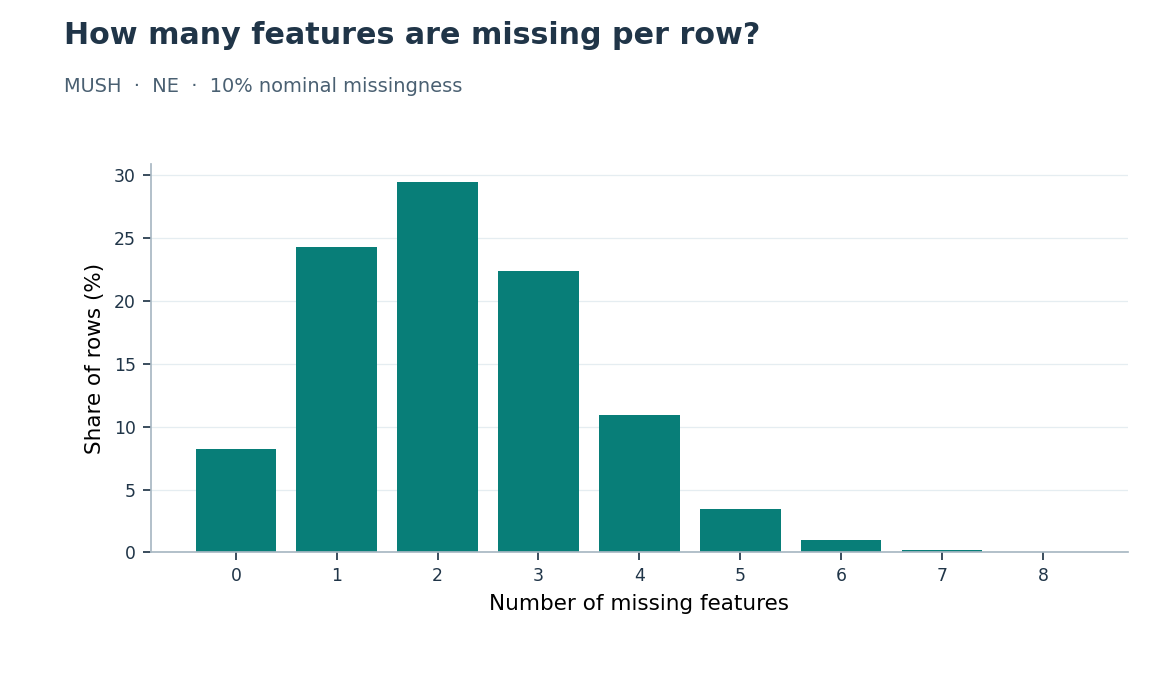 How many features are missing per row?
MUSH · NE · 10% nominal missingness
30
25
20
15
10
5
0
Share of rows (%)
0 1 2 3 4 5 6 7 8
Number of missing features